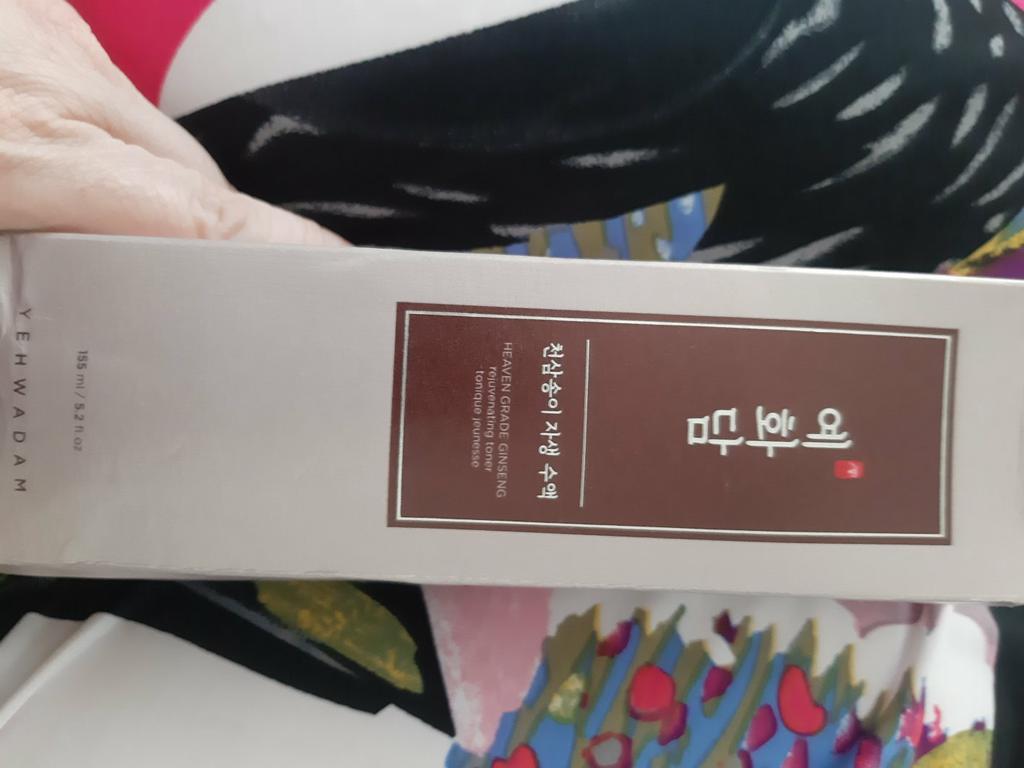 예화담
천삼송이 자생 수액
HEAVEN GRADE GINSENG
rejuvenating toner
tonique jeunesse
155 ml / 5.2 fl oz
YEHWADAM